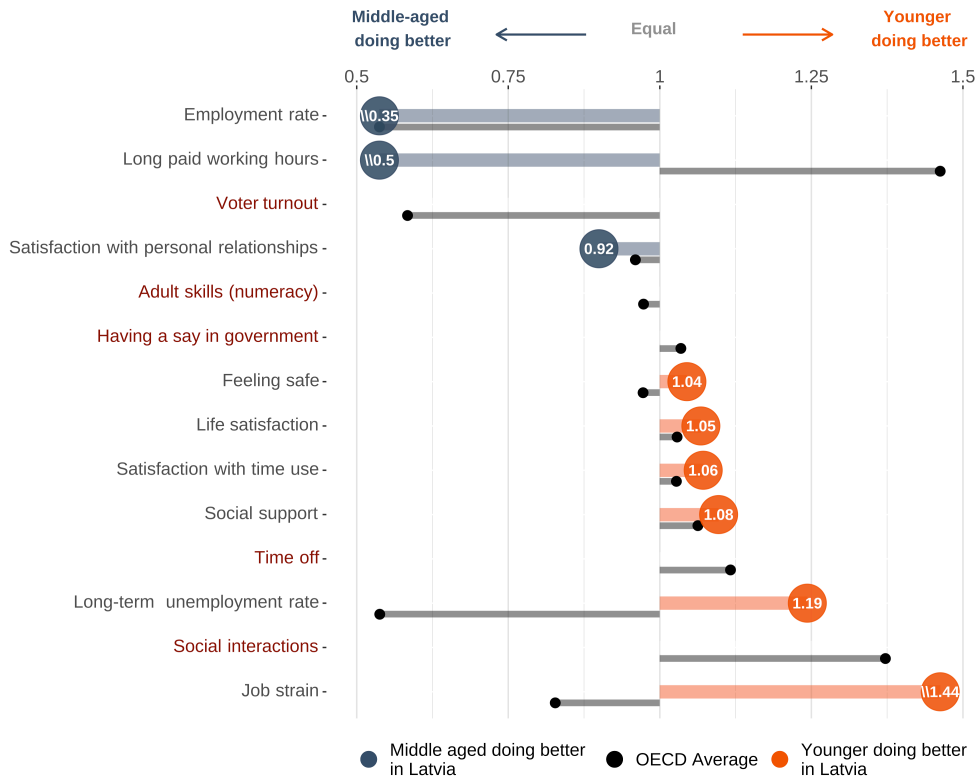 Middle-aged
doing better
Equal
Younger
doing better
0.5 0.75 1 1.25 1.5
Employment rate \\0.35
Long paid working hours \\0.5
Voter turnout
Satisfaction with personal relationships 0.92
Adult skills (numeracy)
Having a say in government
Feeling safe 1.04
Life satisfaction 1.05
Satisfaction with time use 1.06
Social support 1.08
Time off
Long-term unemployment rate 1.19
Social interactions
Job strain \\1.44
Middle aged doing better
in Latvia
OECD Average
Younger doing better
in Latvia